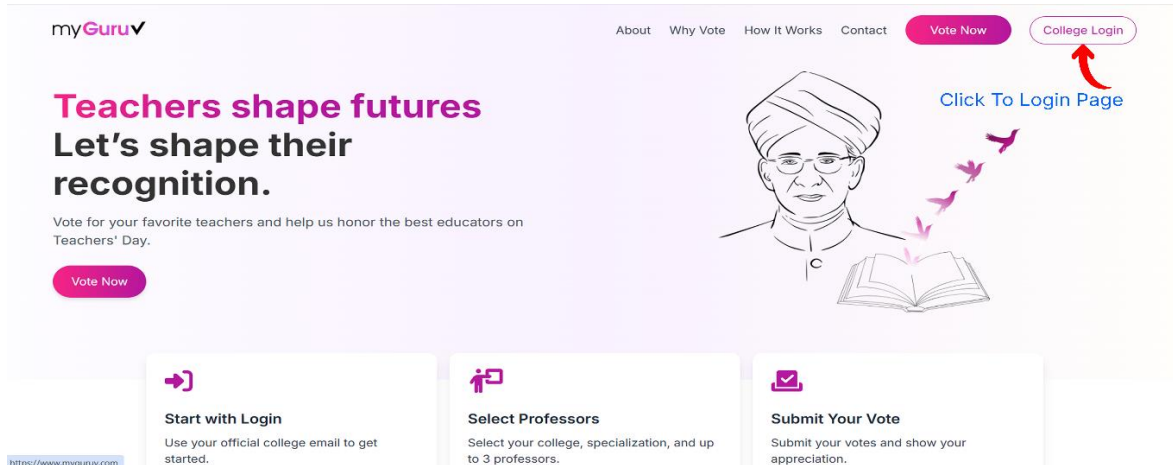 myGuruv
About Why Vote How It Works Contact Vote Now College Login
Click To Login Page
Teachers shape futures
Let's shape their
recognition.
Vote for your favorite teachers and help us honor the best educators on
Teachers' Day.
Vote Now
Start with Login
Use your official college email to get
started.
Select Professors
Select your college, specialization, and up
to 3 professors.
Submit Your Vote
Submit your votes and show your
appreciation.
https://www.myguruv.com